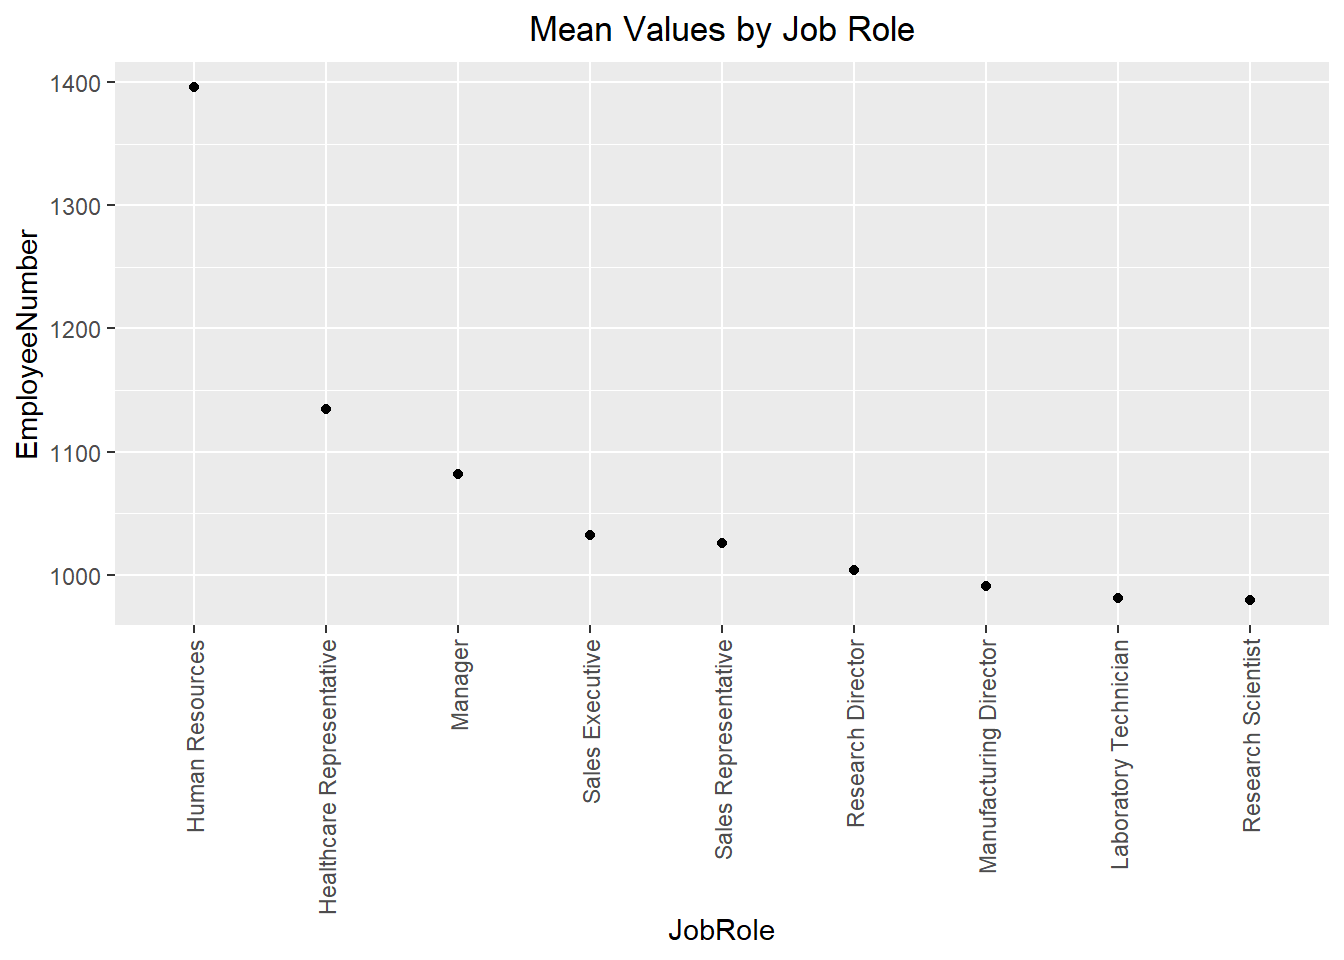 Mean Values by Job Role
EmployeeNumber
1400
1300
1200
1100
1000
Human Resources
Healthcare Representative
Manager
Sales Executive
Sales Representative
Research Director
Manufacturing Director
Laboratory Technician
Research Scientist
JobRole